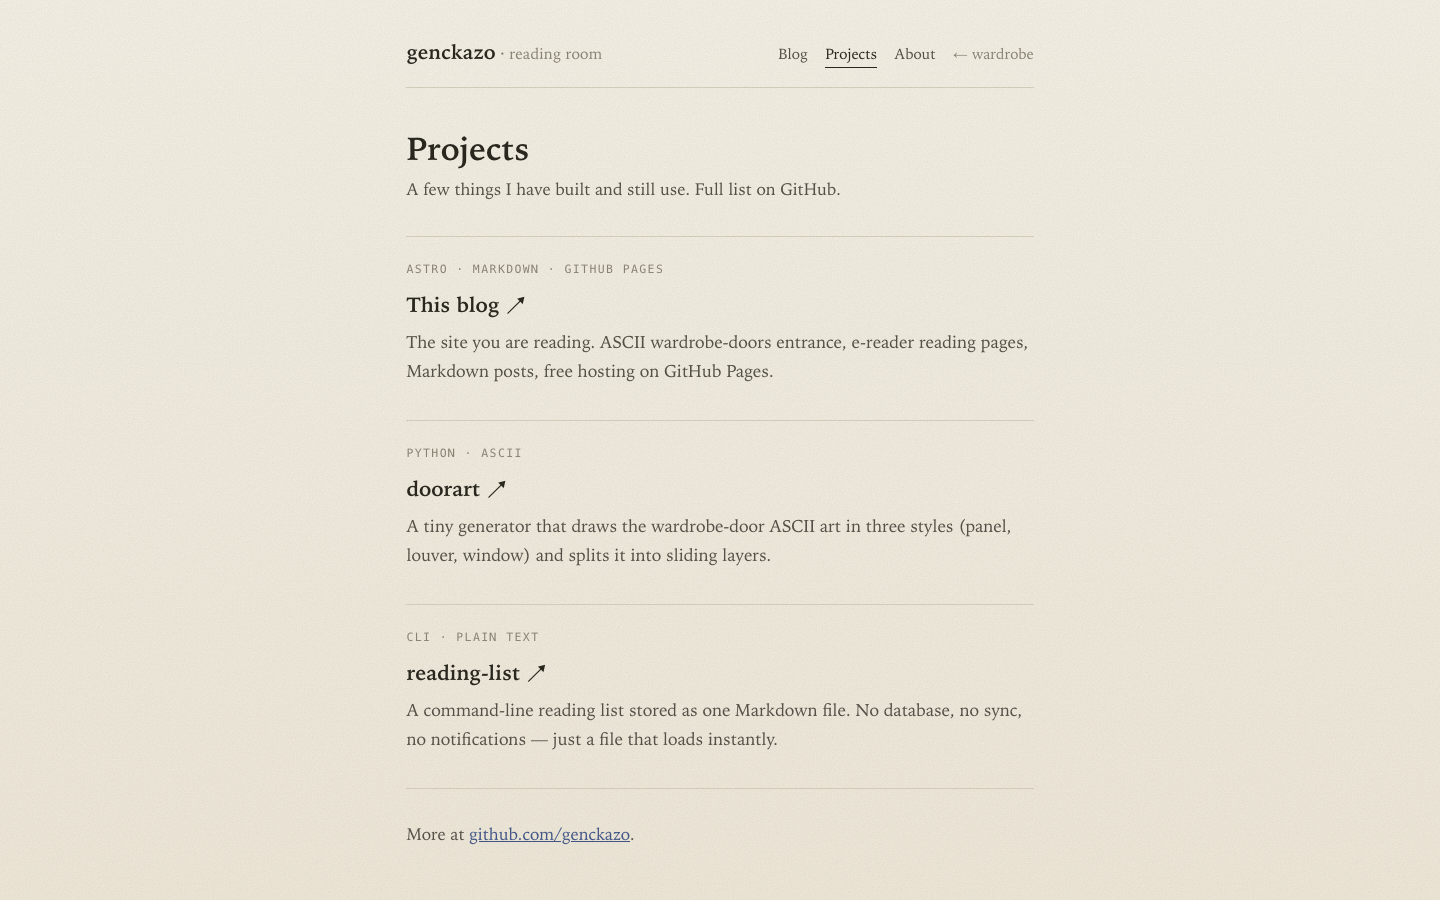 genckazo · reading room
Blog Projects About ← wardrobe
Projects
A few things I have built and still use. Full list on GitHub.
ASTRO · MARKDOWN · GITHUB PAGES
This blog ↗
The site you are reading. ASCII wardrobe-doors entrance, e-reader reading pages,
Markdown posts, free hosting on GitHub Pages.
PYTHON · ASCII
doorart ↗
A tiny generator that draws the wardrobe-door ASCII art in three styles (panel,
louver, window) and splits it into sliding layers.
CLI · PLAIN TEXT
reading-list ↗
A command-line reading list stored as one Markdown file. No database, no sync,
no notifications — just a file that loads instantly.
More at github.com/genckazo.